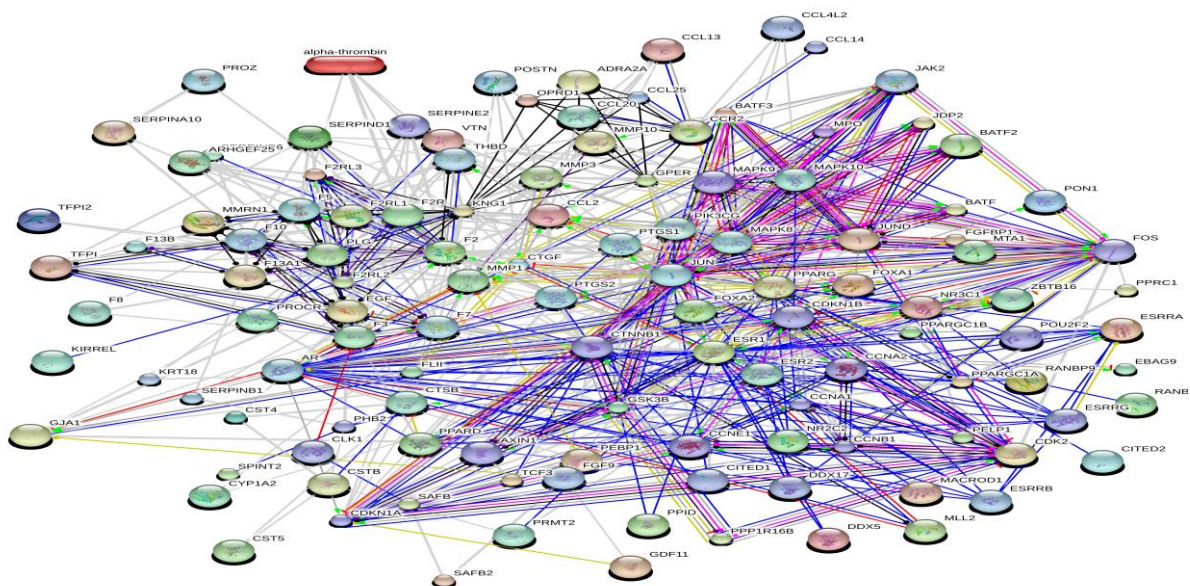 CCL4L2
CCL13
CCL14
alpha-thrombin
PROZ
POSTN
ADRA2A
JAK2
OPRD1
CCL25
CCL20
BATF3
SERPINE2
SERPINA10
SERPIND1
VTN
MMP10
CCR2
MPO
JDP2
BATF2
ARHGEF25
THBD
MMP3
F2RL3
GPER
MAPK9
MAPK10
PON1
F5
F2RL1
F2R
KNG1
CCL2
PIK3CG
BATF
TFPI2
MMRN1
F10
PTGS1
MAPK8
JUND
FGFBP1
MTA1
FOS
F13B
PLG
F2
TFPI
F13A1
CTGF
JUN
F2RL2
MMP1
PPARG
FOXA1
ZBTB16
PPRC1
F8
PROCR
EGF
PTGS2
FOXA2
CDKN1B
NR3C1
F3
F7
PPARGC1B
POU2F2
ESRRA
KIRREL
CTNNB1
ESR1
AR
FLII
ESR2
CCNA2
RANBP9
EBAG9
KRT18
PPARGC1A
SERPINB1
CTSB
GSK3B
CCNA1
RANB
CST4
ESRRG
GJA1
PHB2
PPARD
NR2C2
PELP1
CLK1
AXIN1
PEBP1
CCNE1
CCNB1
CDK2
CITED2
SPINT2
CYP1A2
CSTB
TCF3
FGF9
CITED1
DDX17
MACROD1
SAFB
ESRRB
CDKN1A
PRMT2
PPID
PPP1R16B
DDX5
MLL2
CST5
GDF11
SAFB2